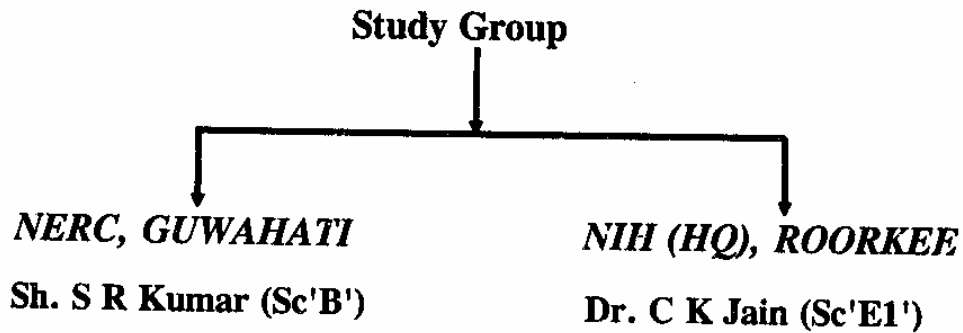 Study Group
NERC, GUWAHATI
Sh. S R Kumar (Sc'B')
NIH (HQ), ROORKEE
Dr. C K Jain (Sc'E1')